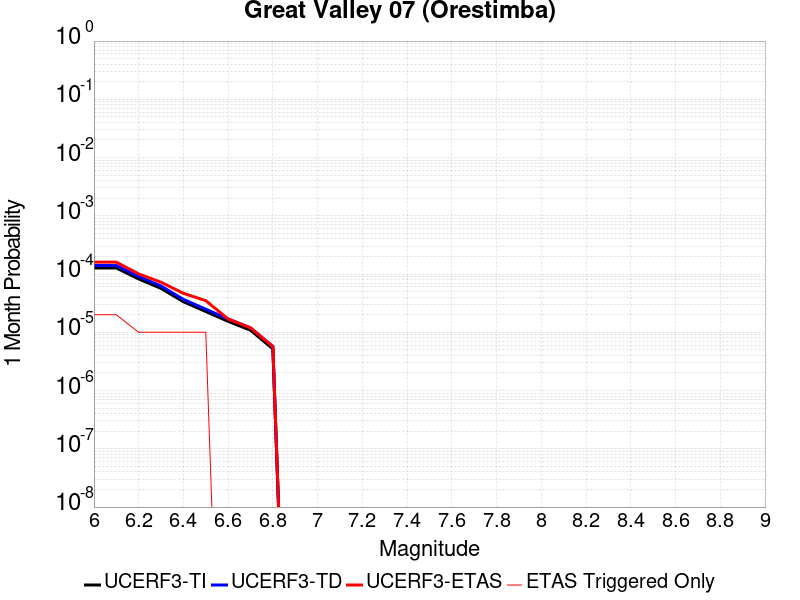 Great Valley 07 (Orestimba)
10^0
10^-1
10^-2
10^-3
10^-4
10^-5
10^-6
10^-7
10^-8
1 Month Probability
6 6.2 6.4 6.6 6.8 7 7.2 7.4 7.6 7.8 8 8.2 8.4 8.6 8.8 9
Magnitude
UCERF3-TI UCERF3-TD UCERF3-ETAS ETAS Triggered Only